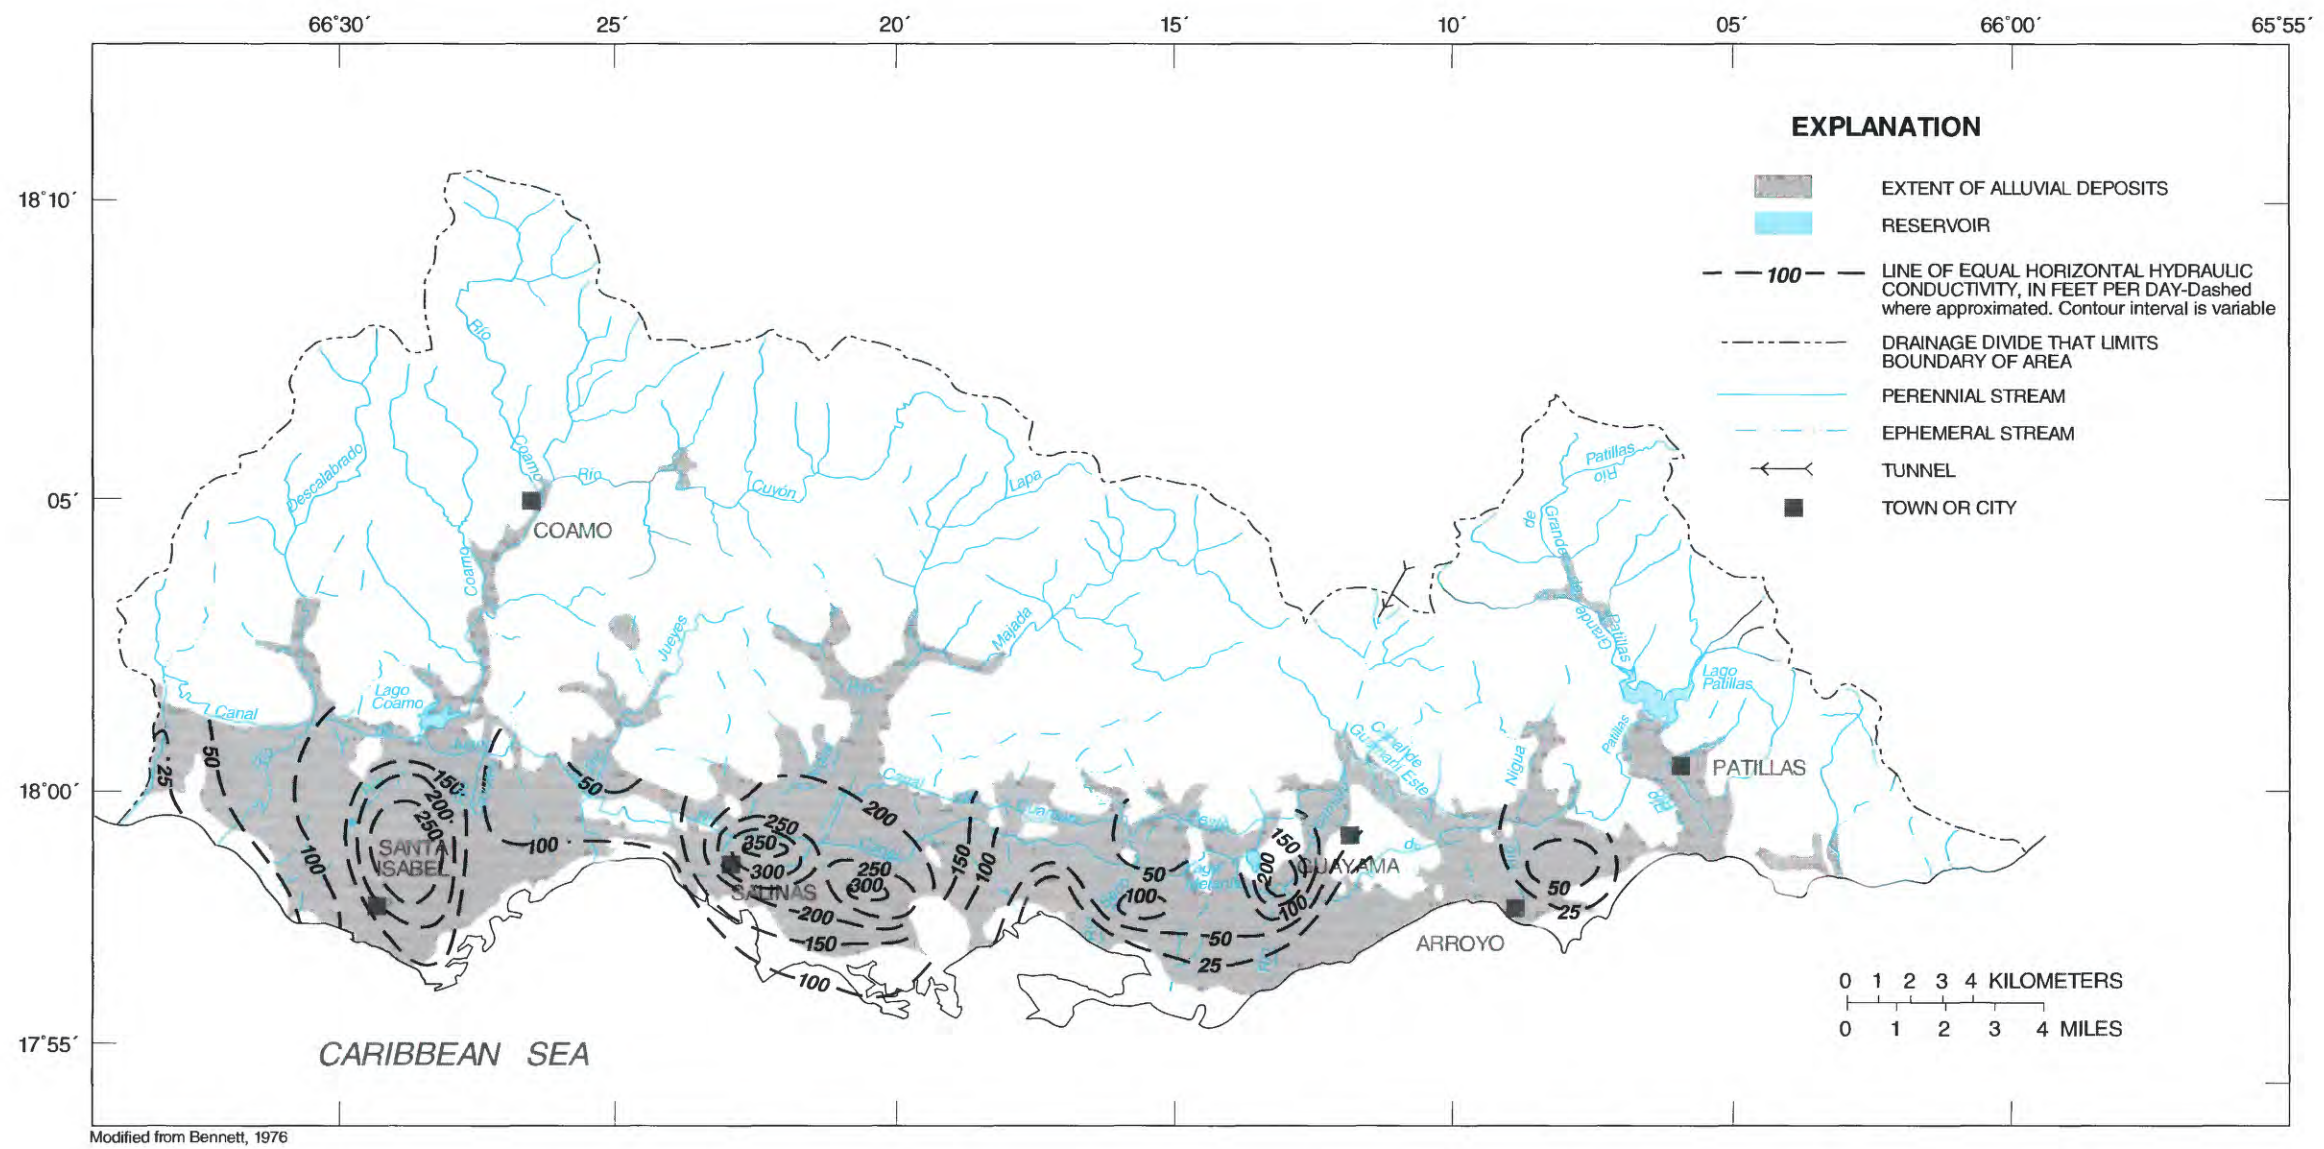 66°30′ 25′ 20′ 15′ 10′ 05′ 66°00′ 65°55′
EXPLANATION
EXTENT OF ALLUVIAL DEPOSITS
RESERVOIR
100
LINE OF EQUAL HORIZONTAL HYDRAULIC
CONDUCTIVITY, IN FEET PER DAY-Dashed
where approximated. Contour interval is variable
DRAINAGE DIVIDE THAT LIMITS
BOUNDARY OF AREA
PERENNIAL STREAM
EPHEMERAL STREAM
TUNNEL
TOWN OR CITY
18°10′
05′
18°00′
17°55′
Río
Coamo
Descalabrado
Río
Cuyón
Lapa
COAMO
Coamo
Jueyes
Majada
Patillas
Río
de
Grande
de
Grande
Patillas
Lago
Patillas
Lago
Coamo
Canal
Canal de
Guamaní Este
Nigua
Patillas
PATILLAS
Río
Canal
de
25
50
100
150
200
250
SANTA
ISABEL
50
100
250
350
300
SALINAS
200
250
300
200
150
100
150
100
50
100
150
200
100
GUAYAMA
50
25
50
25
ARROYO
CARIBBEAN SEA
0 1 2 3 4 KILOMETERS
0 1 2 3 4 MILES
Modified from Bennett, 1976